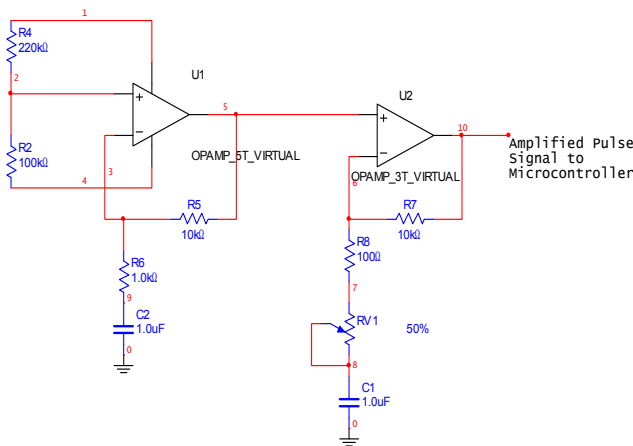 1
R4
220kΩ
2
U1
5
U2
10
Amplified Pulse
Signal to
Microcontroller
R2
100kΩ
3
4
OPAMP_5T_VIRTUAL
OPAMP_3T_VIRTUAL
6
R5
10kΩ
R7
10kΩ
R6
1.0kΩ
9
R8
100Ω
7
C2
1.0uF
RV1
50%
0
8
C1
1.0uF
0